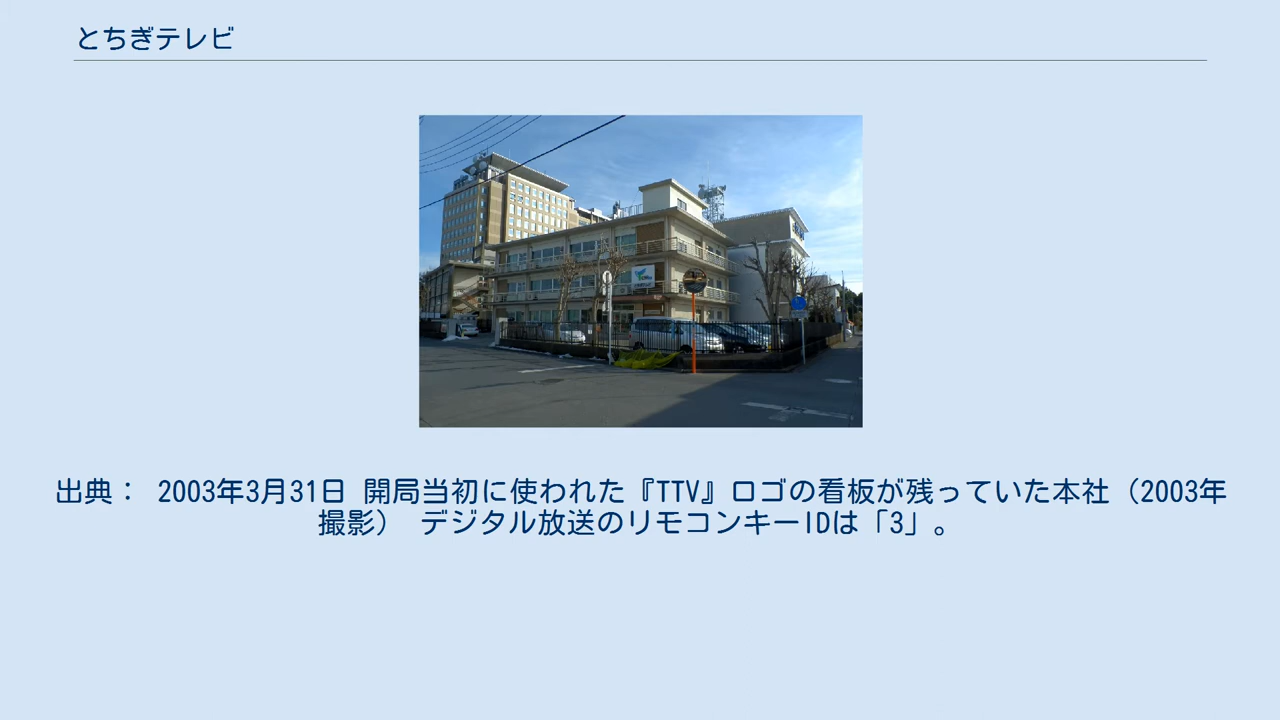 とちぎテレビ
出典： 2003年3月31日 開局当初に使われた『TTV』ロゴの看板が残っていた本社（2003年
撮影） デジタル放送のリモコンキーIDは「3」。